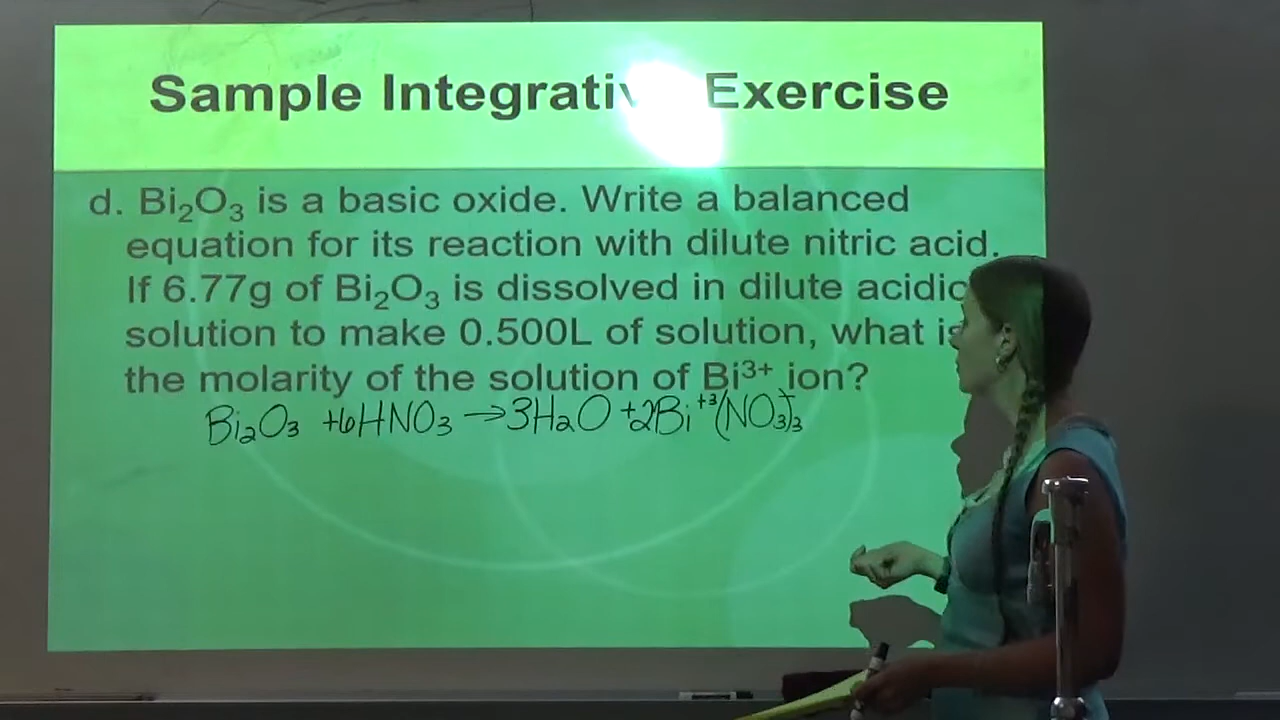 Sample Exercise
d. Bi₂O₃ is a basic oxide. Write a balanced
equation for its reaction with dilute nitric acid.
If 6.77g of Bi₂O₃ is dissolved in dilute acidic
solution to make 0.500L of solution, what is
the molarity of the solution of Bi³⁺ ion?
Bi₂O₃ +6HNO₃ → 3H₂O + 2Bi⁺³(NO₃⁻)₃